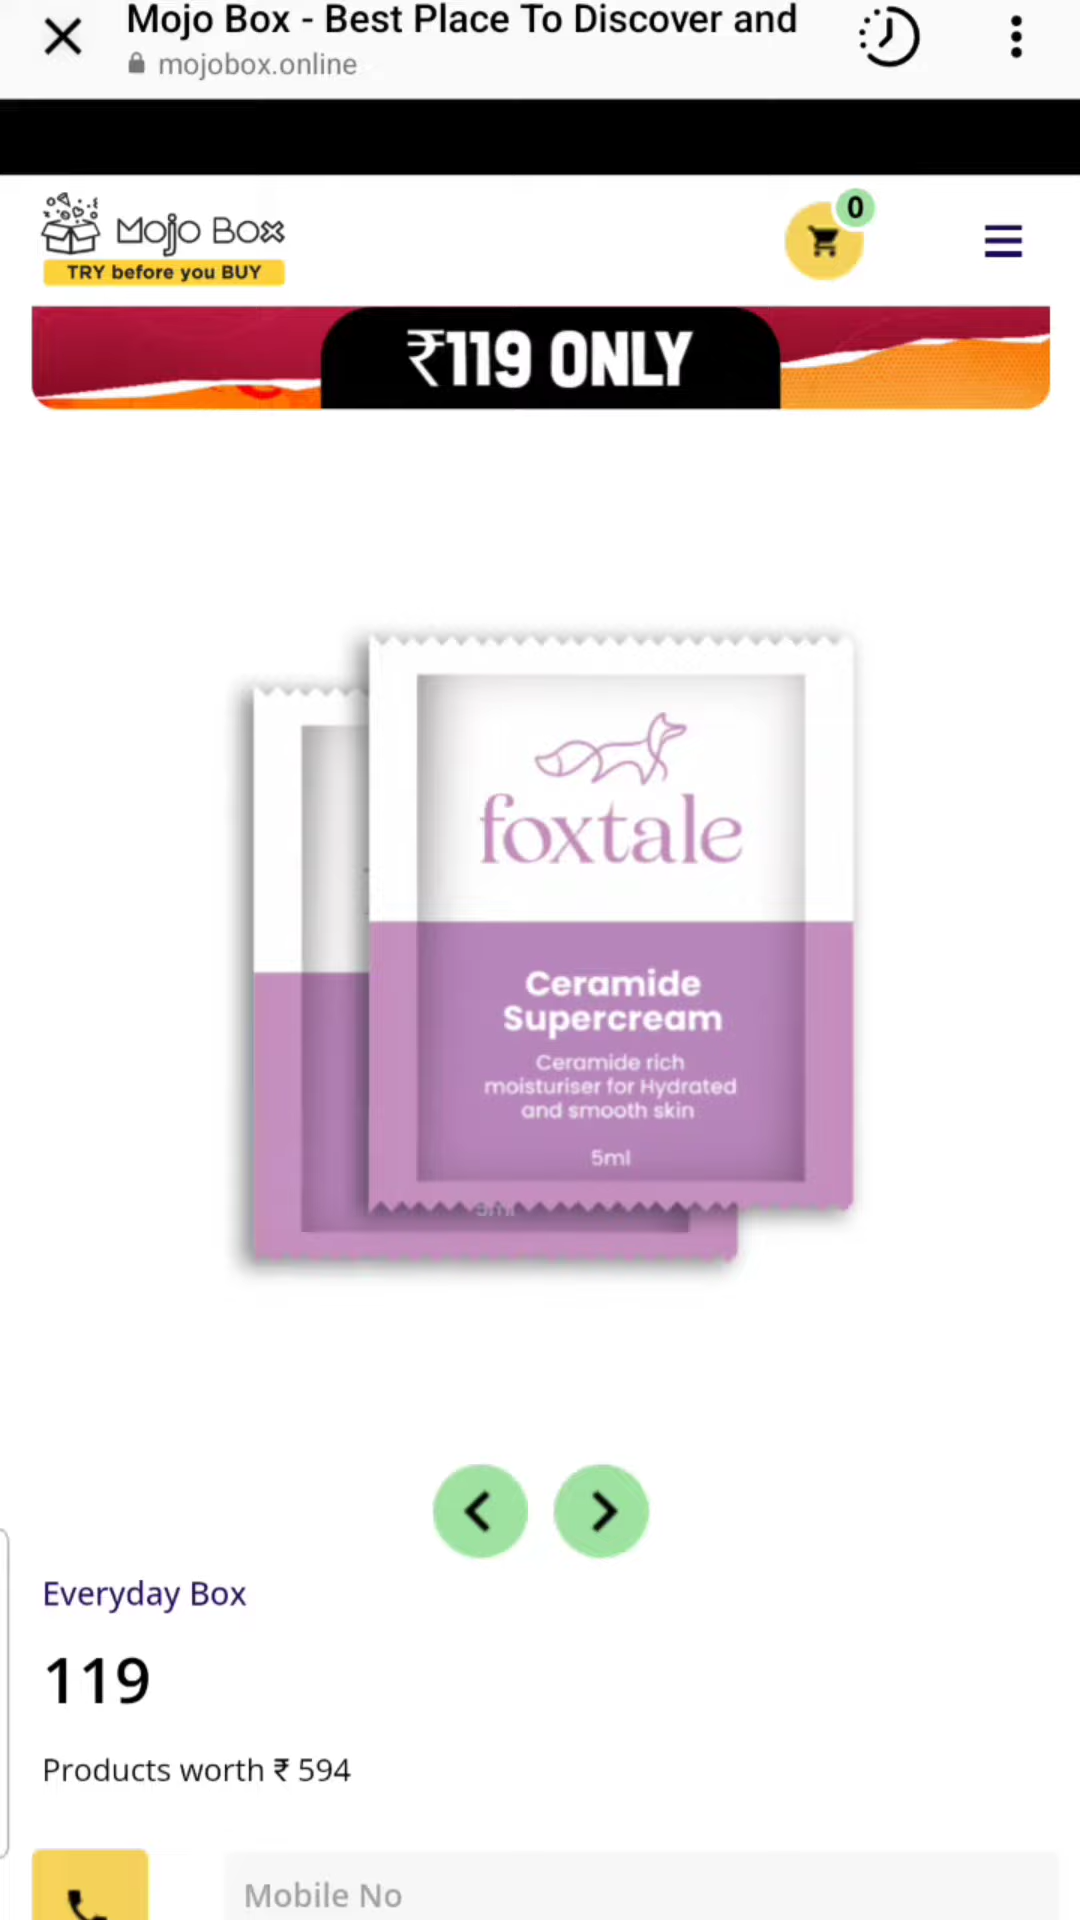 Mojo Box - Best Place To Discover and
mojobox.online
Mojo Box
0
TRY before you BUY
₹119 ONLY
foxtale
Ceramide
Supercream
Ceramide rich
moisturiser for Hydrated
and smooth skin
5ml
5ml
Everyday Box
119
Products worth ₹ 594
Mobile No